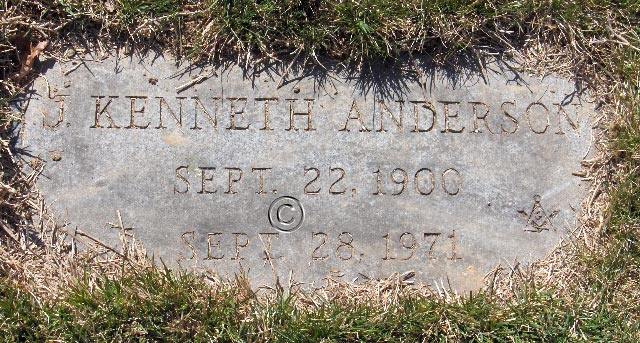 J. KENNETH ANDERSON
SEPT. 22, 1900
©
SEPT. 28, 1971